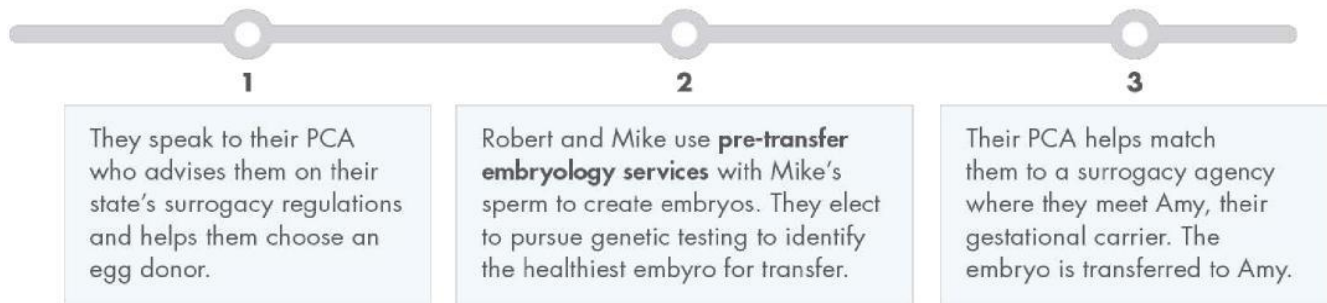 1
They speak to their PCA
who advises them on their
state's surrogacy regulations
and helps them choose an
egg donor.
2
Robert and Mike use pre-transfer
embryology services with Mike's
sperm to create embryos. They elect
to pursue genetic testing to identify
the healthiest embyro for transfer.
3
Their PCA helps match
them to a surrogacy agency
where they meet Amy, their
gestational carrier. The
embryo is transferred to Amy.